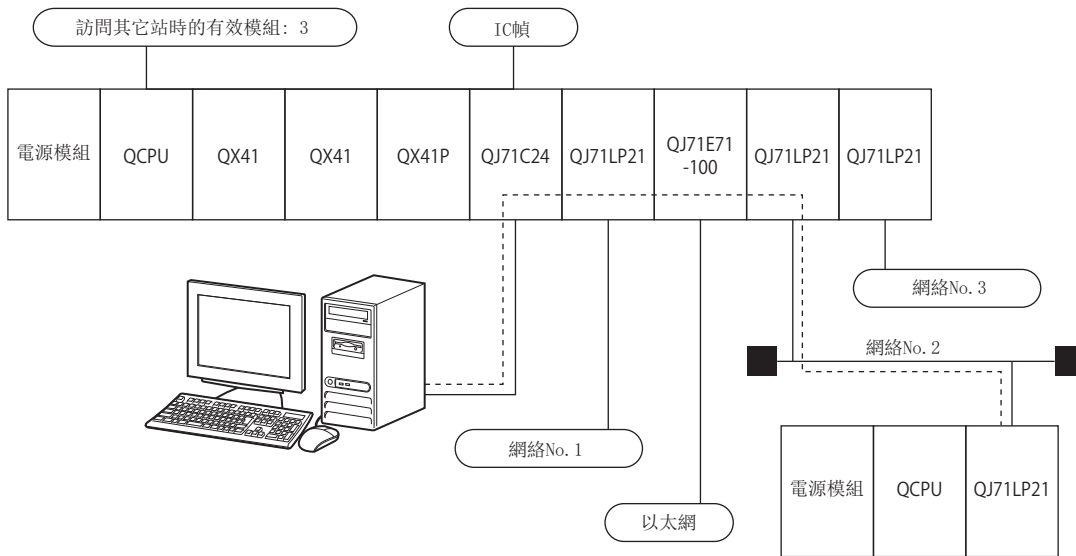 訪問其它站時的有效模組: 3
IC幀
電源模組
QCPU
QX41
QX41
QX41P
QJ71C24
QJ71LP21
QJ71E71
-100
QJ71LP21
QJ71LP21
網絡No.3
網絡No.2
網絡No.1
以太網
電源模組
QCPU
QJ71LP21